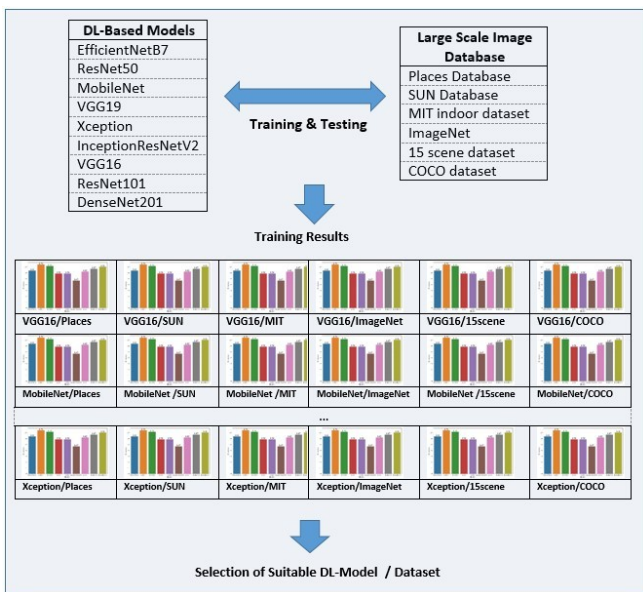 DL-Based Models
EfficientNetB7
ResNet50
MobileNet
VGG19
Xception
InceptionResNetV2
VGG16
ResNet101
DenseNet201
Training & Testing
Large Scale Image
Database
Places Database
SUN Database
MIT indoor dataset
ImageNet
15 scene dataset
COCO dataset
Training Results
VGG16/Places VGG16/SUN VGG16/MIT VGG16/ImageNet VGG16/15scene VGG16/COCO
MobileNet/Places MobileNet /SUN MobileNet /MIT MobileNet/ImageNet MobileNet /15scene MobileNet/COCO
...
Xception/Places Xception/SUN Xception/MIT Xception/ImageNet Xception/15scene Xception/COCO
Selection of Suitable DL-Model / Dataset